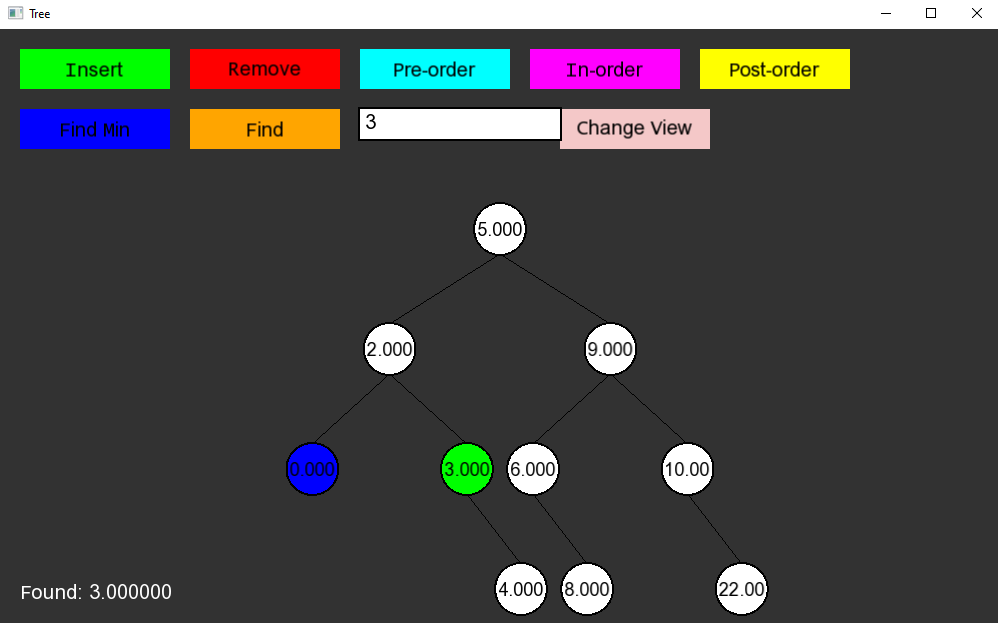 Tree
Insert Remove Pre-order In-order Post-order
Find Min Find 3 Change View
5.000
2.000 9.000
0.000 3.000 6.000 10.00
4.000 8.000 22.00
Found: 3.000000